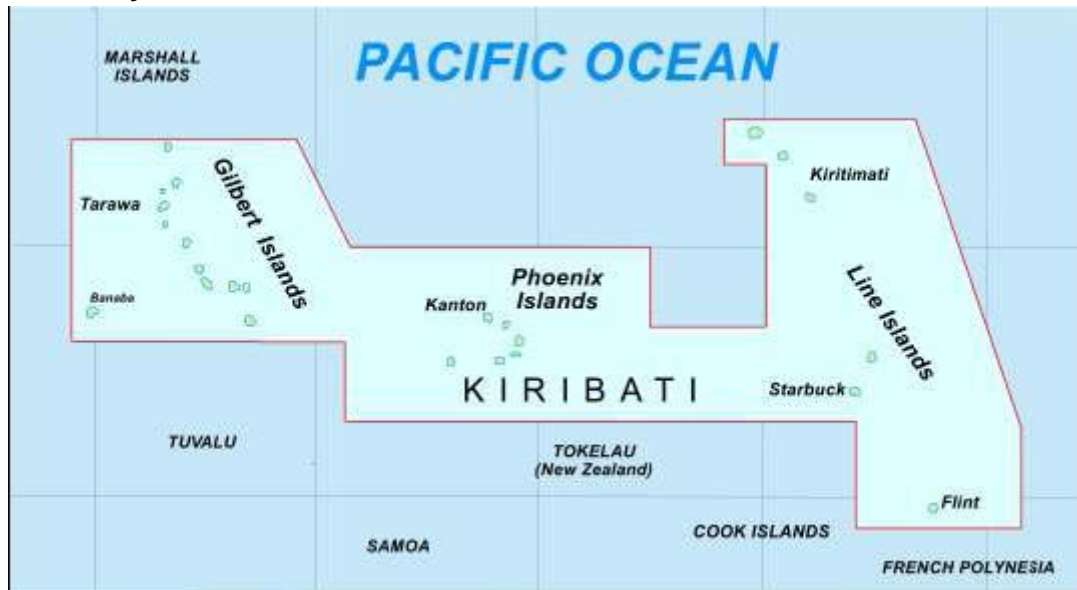 MARSHALL
ISLANDS
PACIFIC OCEAN
Gilbert Islands
Tarawa
Kiritimati
Banaba
Phoenix
Islands
Kanton
Line Islands
KIRIBATI
Starbuck
TUVALU
TOKELAU
(New Zealand)
Flint
SAMOA
COOK ISLANDS
FRENCH POLYNESIA